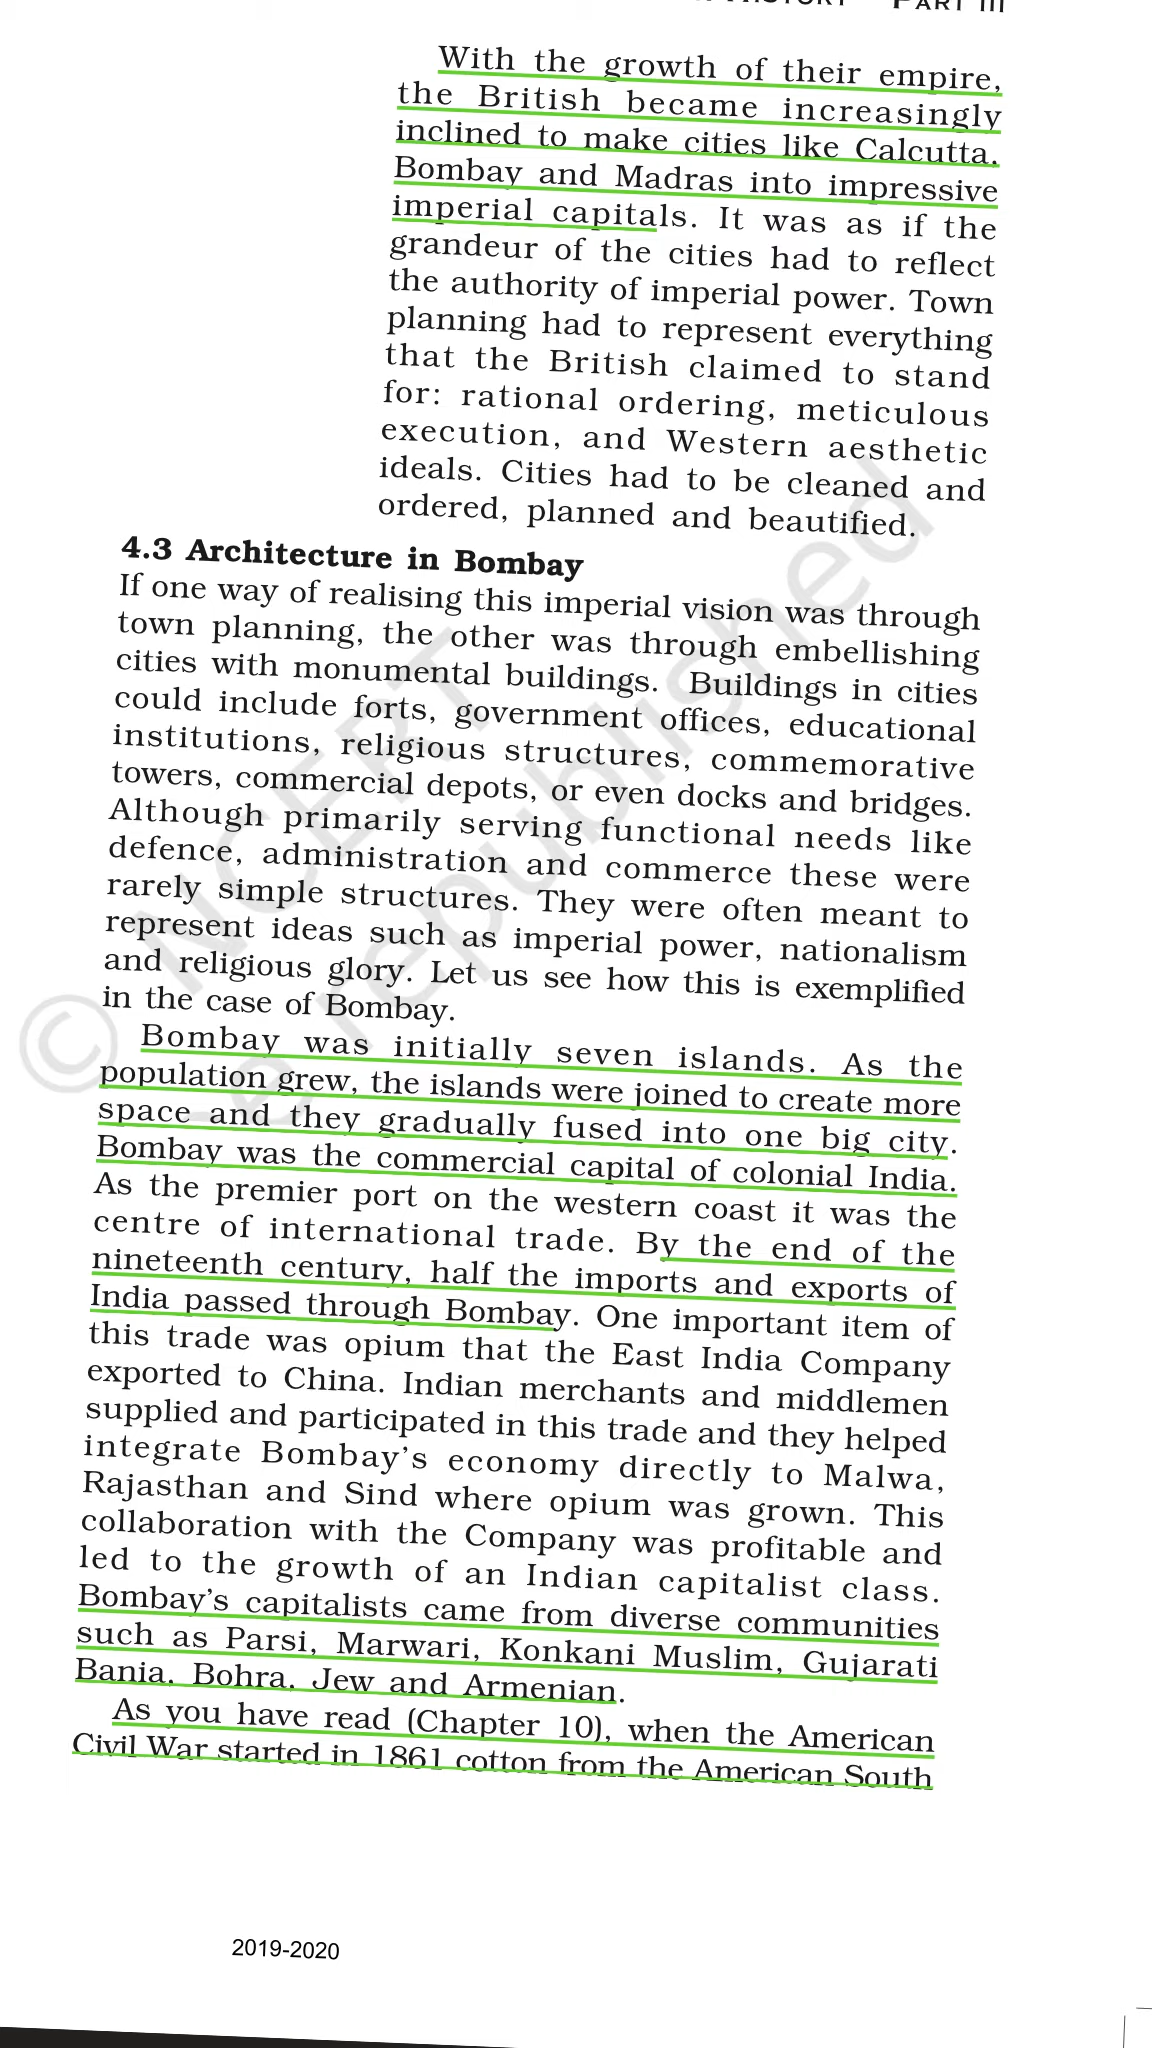 PART III
With the growth of their empire,
the British became increasingly
inclined to make cities like Calcutta,
Bombay and Madras into impressive
imperial capitals. It was as if the
grandeur of the cities had to reflect
the authority of imperial power. Town
planning had to represent everything
that the British claimed to stand
for: rational ordering, meticulous
execution, and Western aesthetic
ideals. Cities had to be cleaned and
ordered, planned and beautified.
4.3 Architecture in Bombay
If one way of realising this imperial vision was through
town planning, the other was through embellishing
cities with monumental buildings. Buildings in cities
could include forts, government offices, educational
institutions, religious structures, commemorative
towers, commercial depots, or even docks and bridges.
Although primarily serving functional needs like
defence, administration and commerce these were
rarely simple structures. They were often meant to
represent ideas such as imperial power, nationalism
and religious glory. Let us see how this is exemplified
in the case of Bombay.
Bombay was initially seven islands. As the
population grew, the islands were joined to create more
space and they gradually fused into one big city.
Bombay was the commercial capital of colonial India.
As the premier port on the western coast it was the
centre of international trade. By the end of the
nineteenth century, half the imports and exports of
India passed through Bombay. One important item of
this trade was opium that the East India Company
exported to China. Indian merchants and middlemen
supplied and participated in this trade and they helped
integrate Bombay's economy directly to Malwa,
Rajasthan and Sind where opium was grown. This
collaboration with the Company was profitable and
led to the growth of an Indian capitalist class.
Bombay's capitalists came from diverse communities
such as Parsi, Marwari, Konkani Muslim, Gujarati
Bania, Bohra, Jew and Armenian.
As you have read (Chapter 10), when the American
Civil War started in 1861 cotton from the American South
© NCERT
e republished
2019-2020